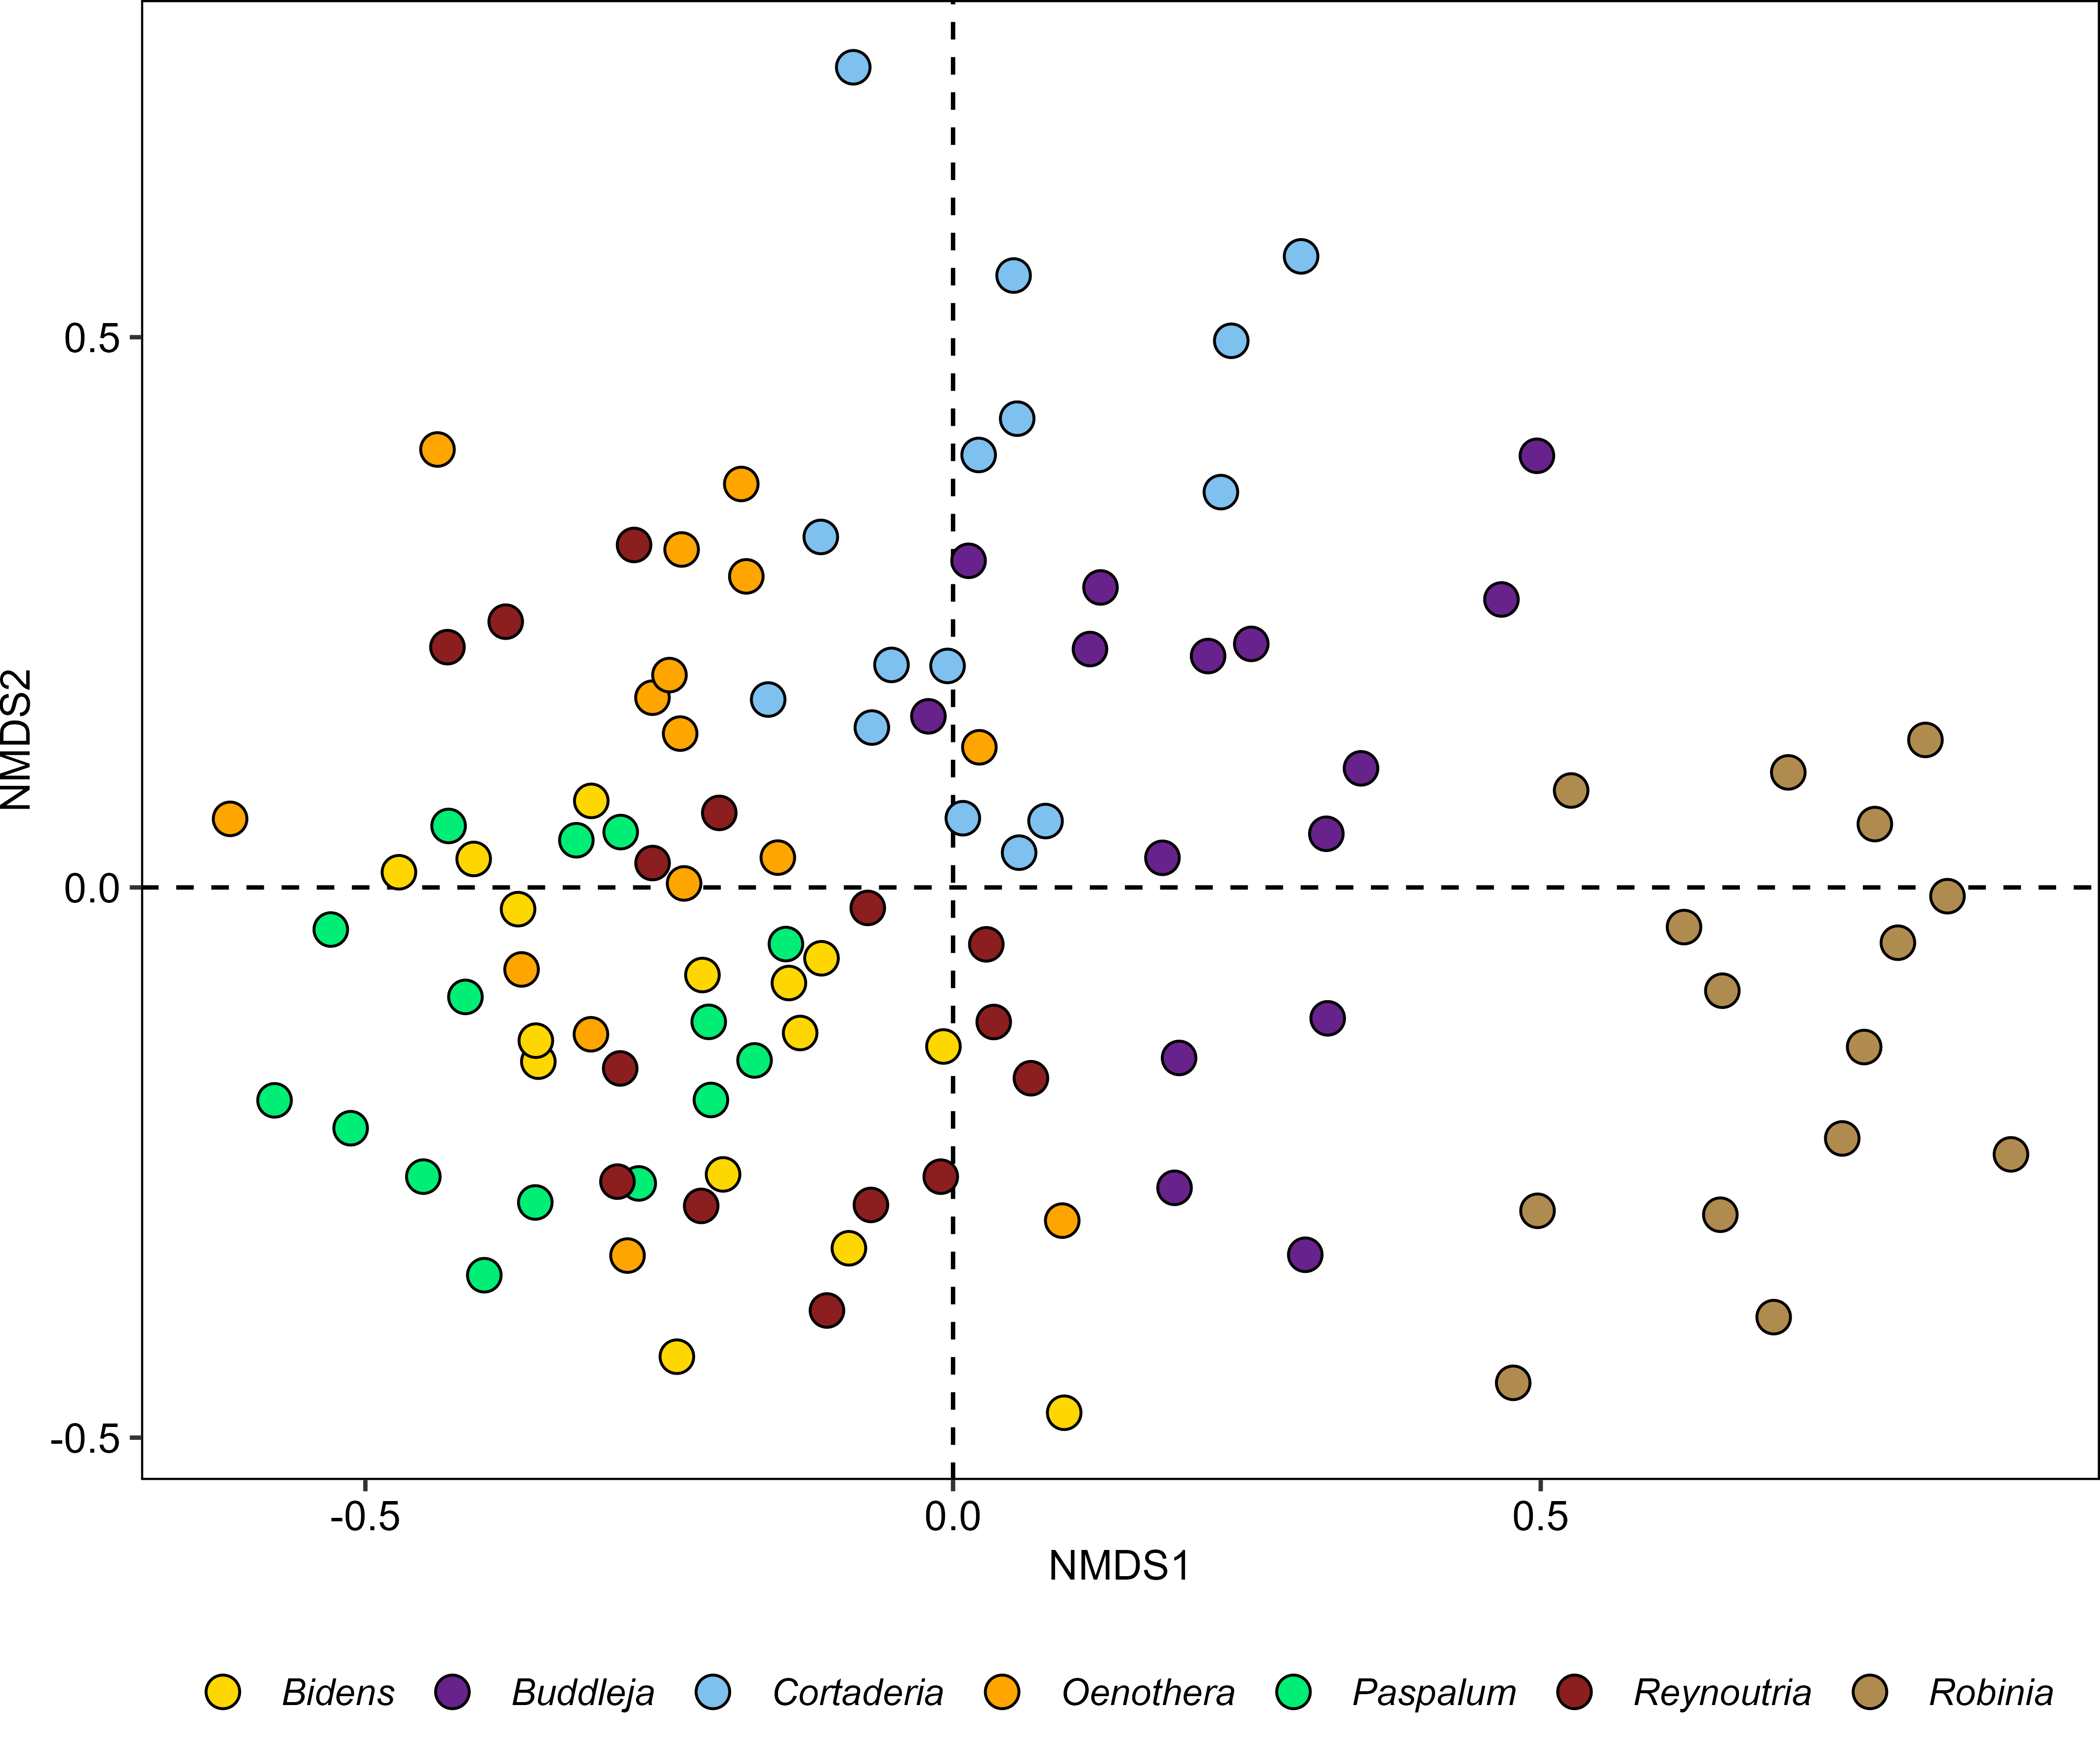 NMDS2
0.5
0.0
-0.5
-0.5 0.0 0.5
NMDS1
Bidens Buddleja Cortaderia Oenothera Paspalum Reynoutria Robinia